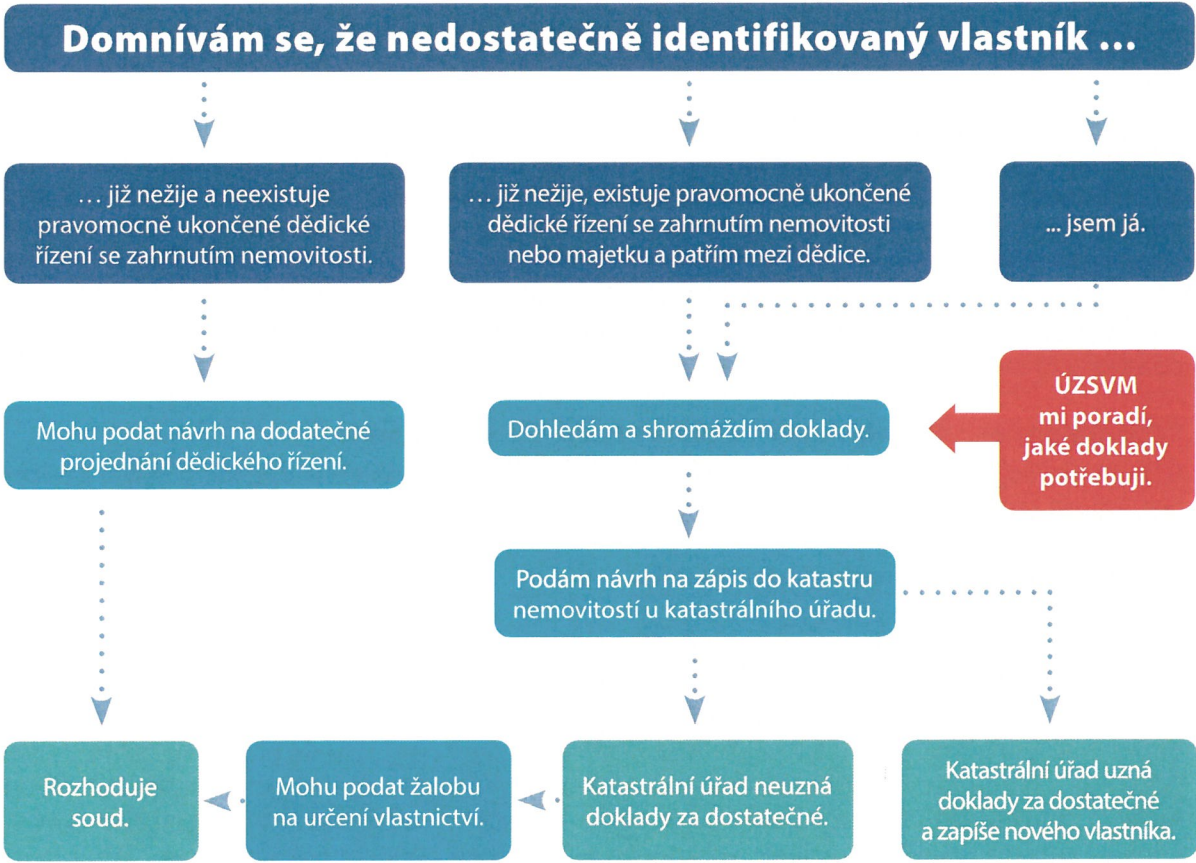 Domnívám se, že nedostatečně identifikovaný vlastník ...
… již nežije a neexistuje
pravomocně ukončené dědické
řízení se zahrnutím nemovitosti.
… již nežije, existuje pravomocně ukončené
dědické řízení se zahrnutím nemovitosti
nebo majetku a patřím mezi dědice.
... jsem já.
Mohu podat návrh na dodatečné
projednání dědického řízení.
Dohledám a shromáždím doklady.
ÚZSVM
mi poradí,
jaké doklady
potřebuji.
Podám návrh na zápis do katastru
nemovitostí u katastrálního úřadu.
Rozhoduje
soud.
Mohu podat žalobu
na určení vlastnictví.
Katastrální úřad neuzná
doklady za dostatečné.
Katastrální úřad uzná
doklady za dostatečné
a zapíše nového vlastníka.